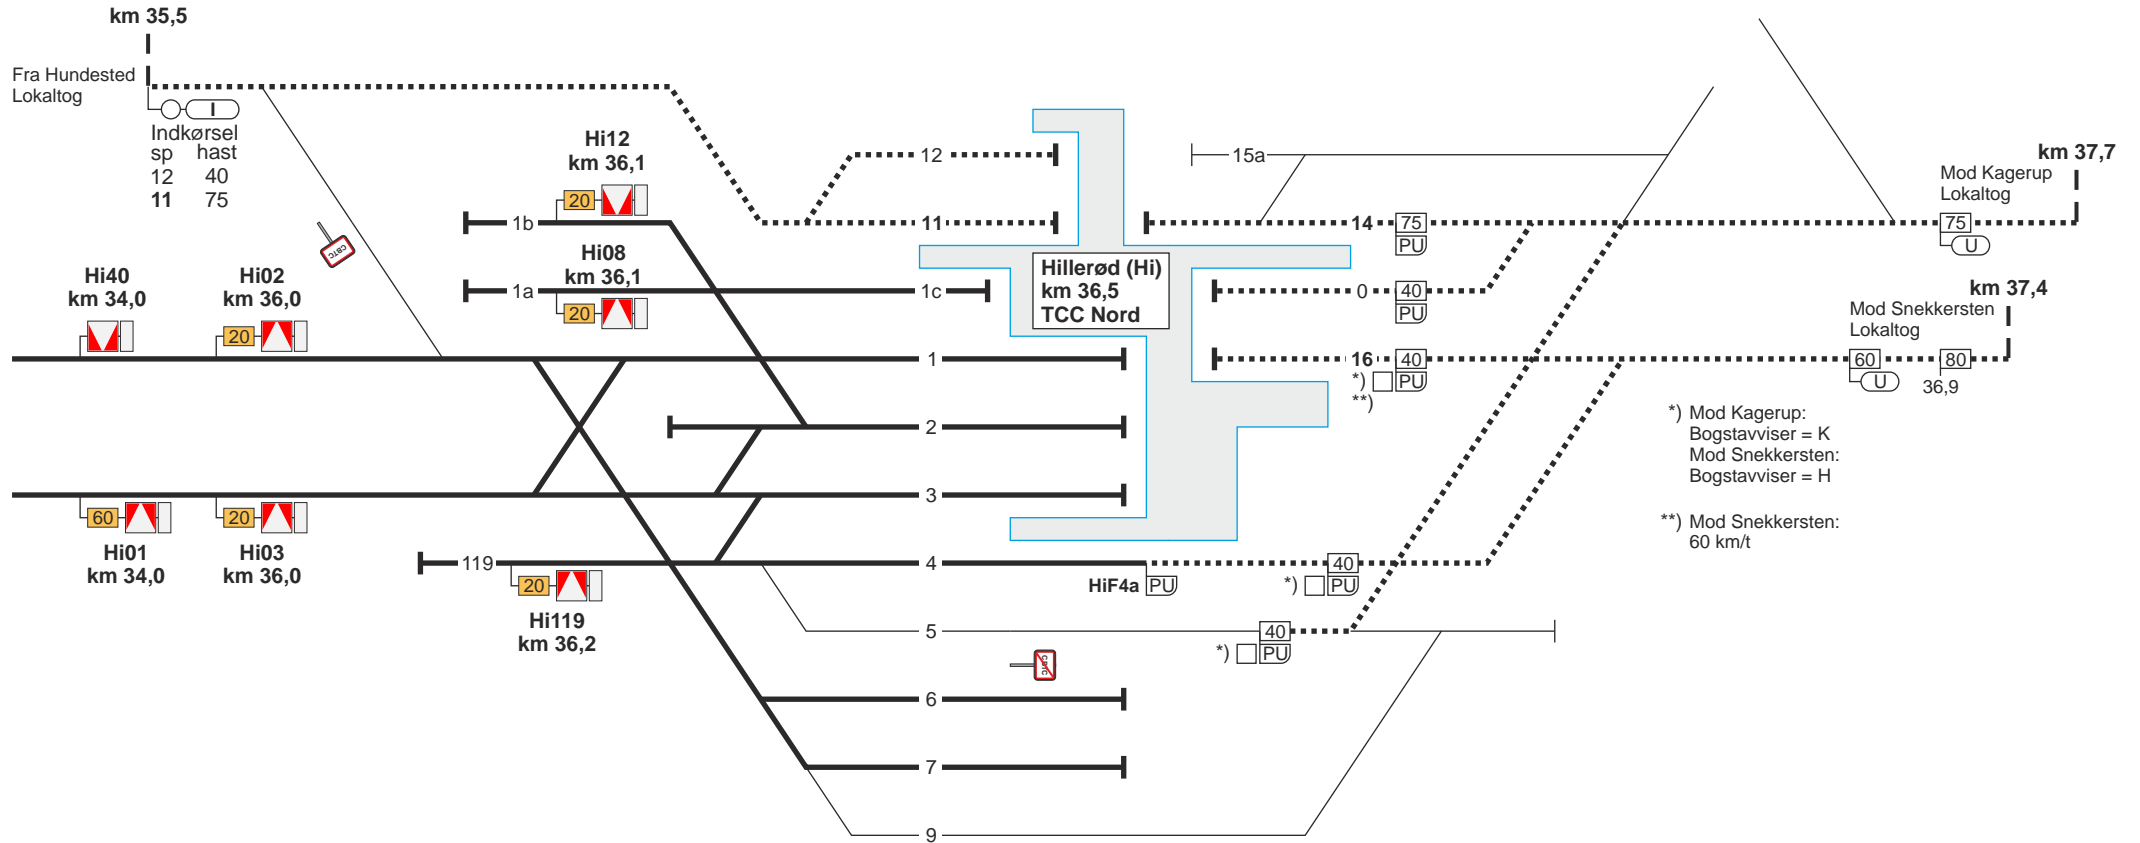 km 35,5
Fra Hundested
Lokaltog
I
Indkørsel
sp hast
12 40
11 75
CBTC
Hi40
km 34,0
Hi02
km 36,0
20
Hi12
km 36,1
20
1b
Hi08
km 36,1
1a
20
1c
12
11
Hillerød (Hi)
km 36,5
TCC Nord
15a
14
75
PU
0
40
PU
16
40
*)
PU
**)
km 37,7
Mod Kagerup
Lokaltog
75
U
km 37,4
Mod Snekkersten
Lokaltog
60
80
U
36,9
*) Mod Kagerup:
Bogstavviser = K
Mod Snekkersten:
Bogstavviser = H
**) Mod Snekkersten:
60 km/t
1
2
3
60
Hi01
km 34,0
20
Hi03
km 36,0
119
20
Hi119
km 36,2
4
HiF4a
PU
40
*)
PU
5
40
*)
PU
CBTC
6
7
9